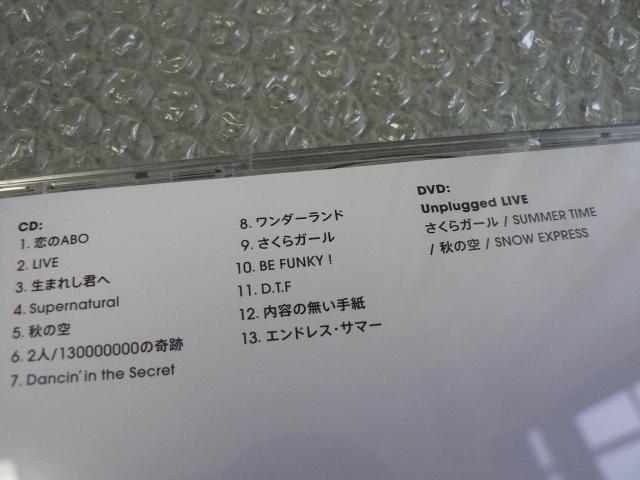 CD:
1. 恋のABO
2. LIVE
3. 生まれし君へ
4. Supernatural
5. 秋の空
6. 2人/130000000の奇跡
7. Dancin' in the Secret
8. ワンダーランド
9. さくらガール
10. BE FUNKY！
11. D.T.F
12. 内容の無い手紙
13. エンドレス・サマー
DVD:
Unplugged LIVE
さくらガール / SUMMER TIME
/ 秋の空 / SNOW EXPRESS